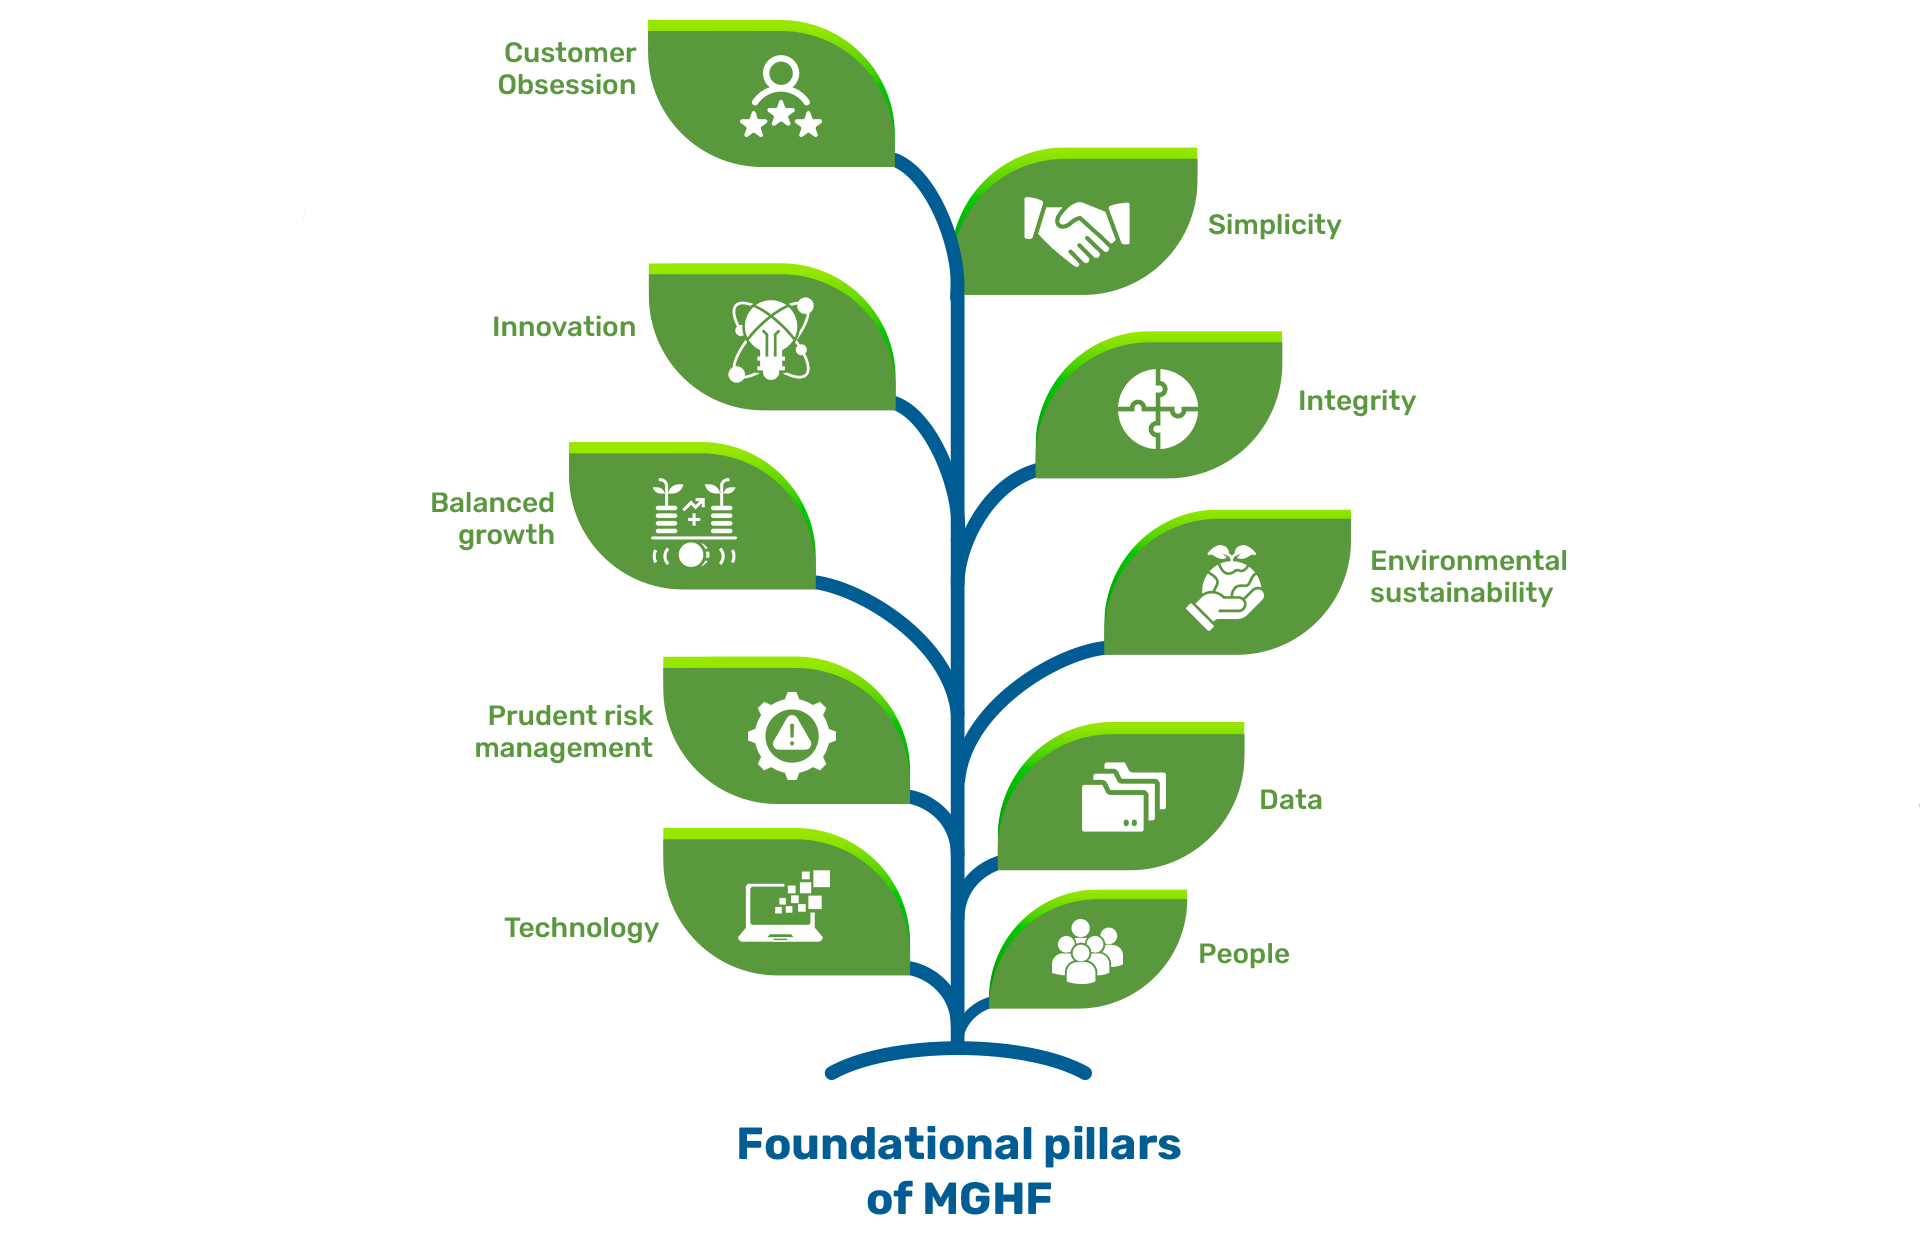 Customer
Obsession
Simplicity
Innovation
Integrity
Balanced
growth
Environmental
sustainability
Prudent risk
management
Data
Technology
People
Foundational pillars
of MGHF